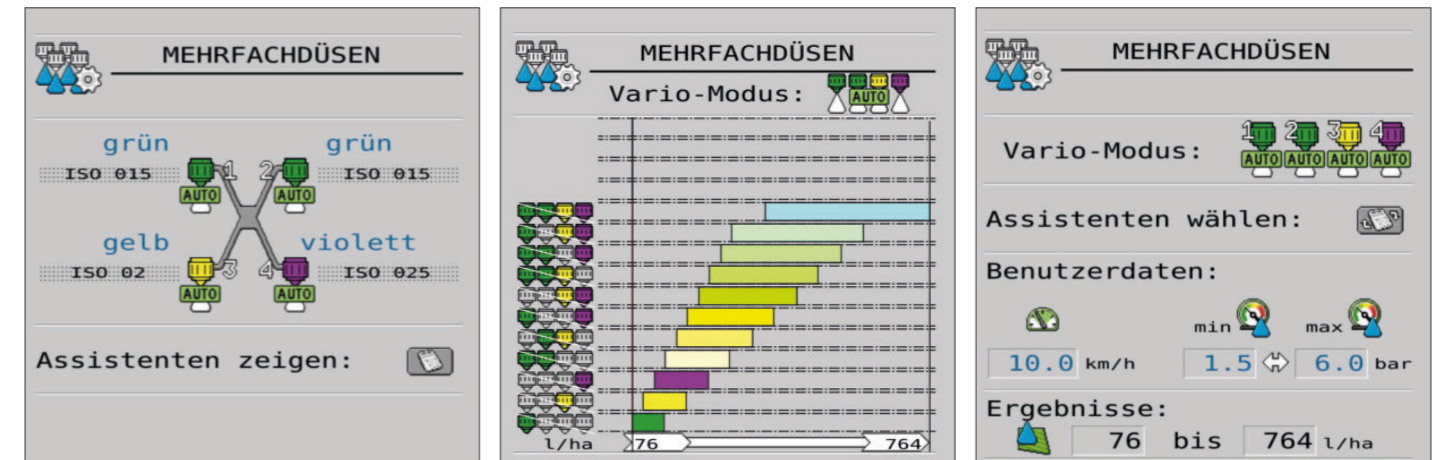 MEHRFACHDÜSEN
grün
grün
ISO 015
1
2
ISO 015
AUTO
AUTO
gelb
violett
ISO 02
3
4
ISO 025
AUTO
AUTO
Assistenten zeigen:
MEHRFACHDÜSEN
Vario-Modus:
AUTO
l/ha
76
764
MEHRFACHDÜSEN
1 2 3 4
Vario-Modus:
AUTO AUTO AUTO AUTO
Assistenten wählen:
Benutzerdaten:
min
max
10.0 km/h
1.5
6.0 bar
Ergebnisse:
76 bis 764 l/ha